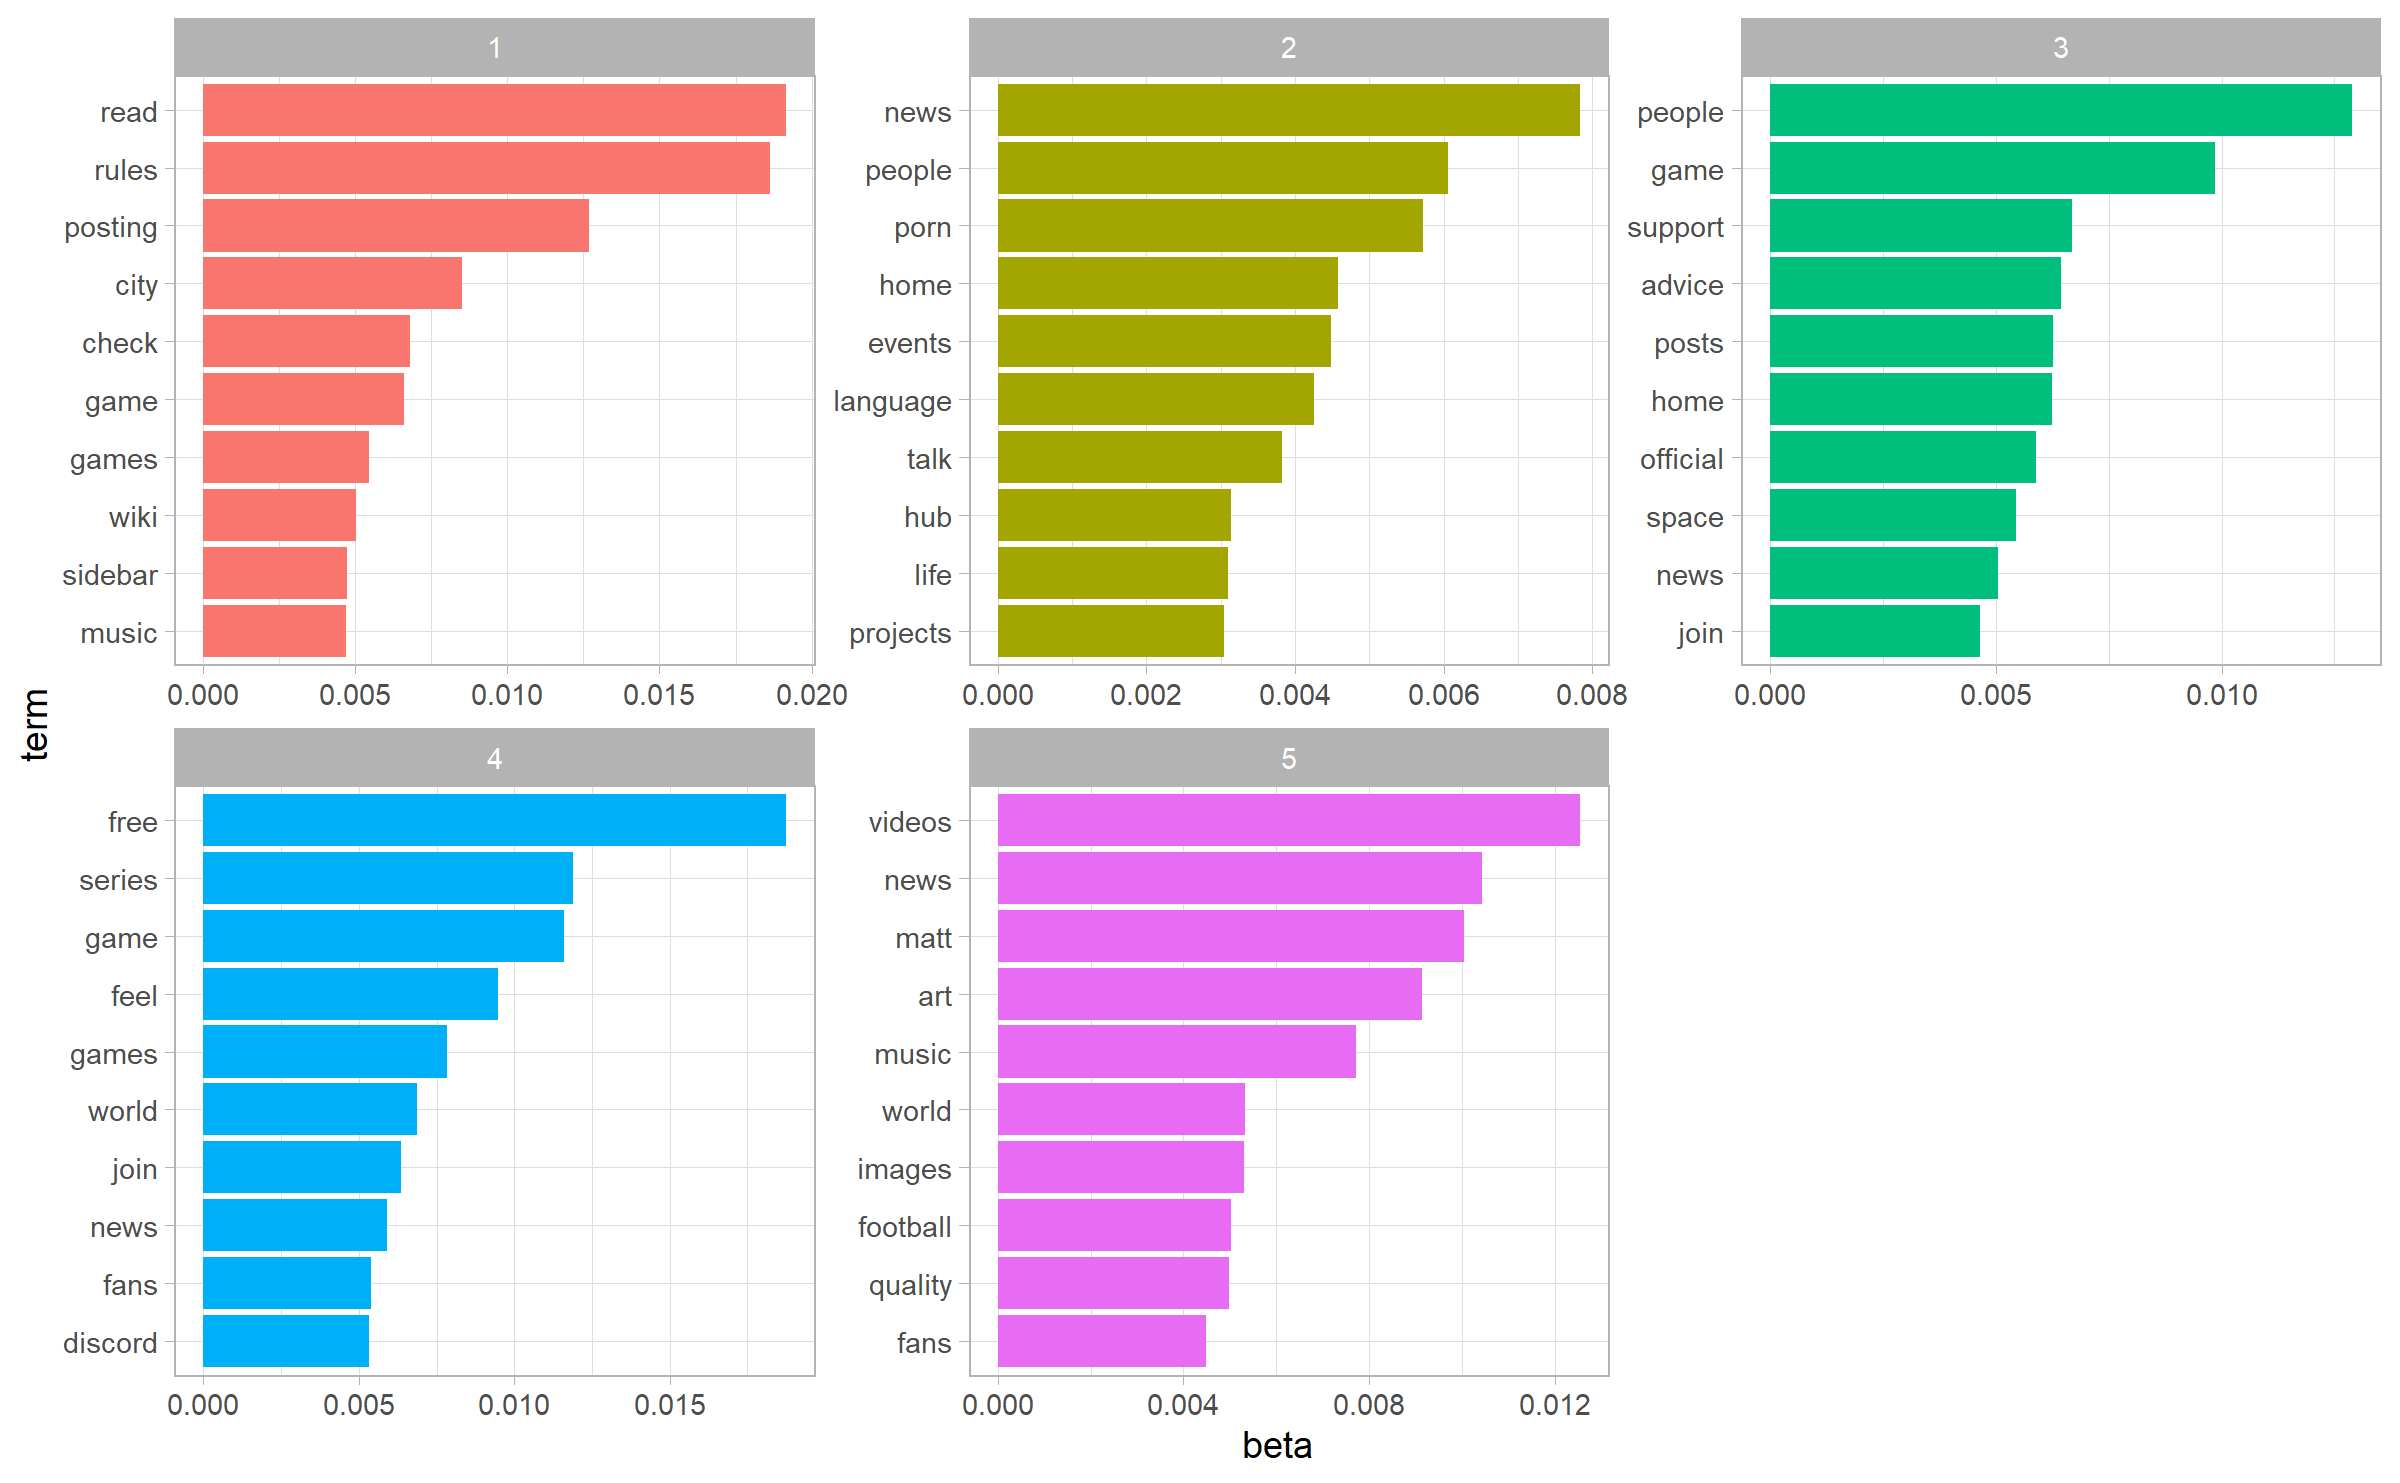 1
read
rules
posting
city
check
game
games
wiki
sidebar
music
0.000 0.005 0.010 0.015 0.020
2
news
people
porn
home
events
language
talk
hub
life
projects
0.000 0.002 0.004 0.006 0.008
3
people
game
support
advice
posts
home
official
space
news
join
0.000 0.005 0.010
term
4
free
series
game
feel
games
world
join
news
fans
discord
0.000 0.005 0.010 0.015
5
videos
news
matt
art
music
world
images
football
quality
fans
0.000 0.004 0.008 0.012
beta